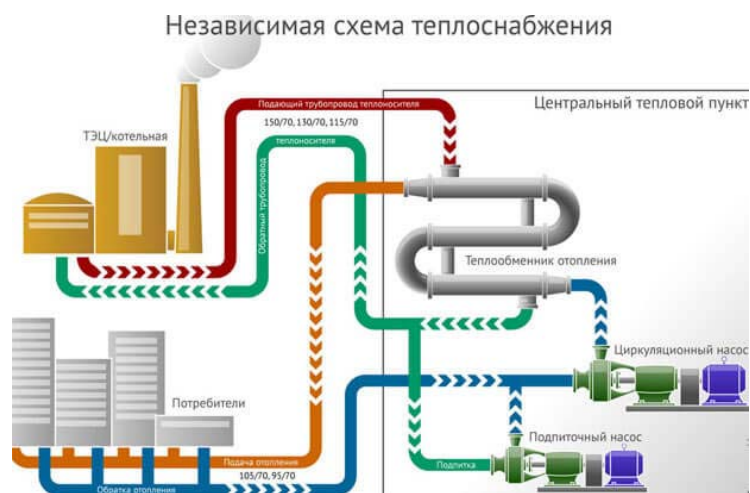 Независимая схема теплоснабжения
Подающий трубопровод теплоносителя
Центральный тепловой пункт
150/70, 130/70, 115/70
ТЭЦ/котельная
теплоносителя
Обратный трубопровод
Теплообменник отопления
Циркуляционный насос
Потребители
Подпиточный насос
Подача отопления
Подпитка
105/70, 95/70
Обратка отопления